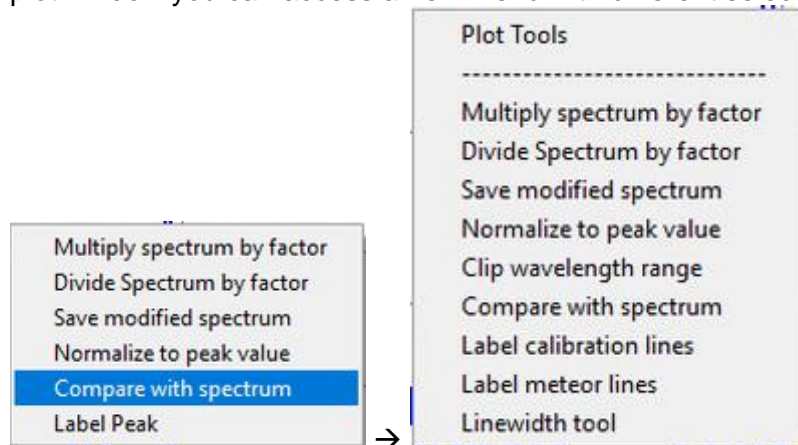 Plot Tools
------------------------------
Multiply spectrum by factor
Divide Spectrum by factor
Save modified spectrum
Normalize to peak value
Clip wavelength range
Compare with spectrum
Label calibration lines
Label meteor lines
Linewidth tool
Multiply spectrum by factor
Divide Spectrum by factor
Save modified spectrum
Normalize to peak value
Compare with spectrum
Label Peak
→